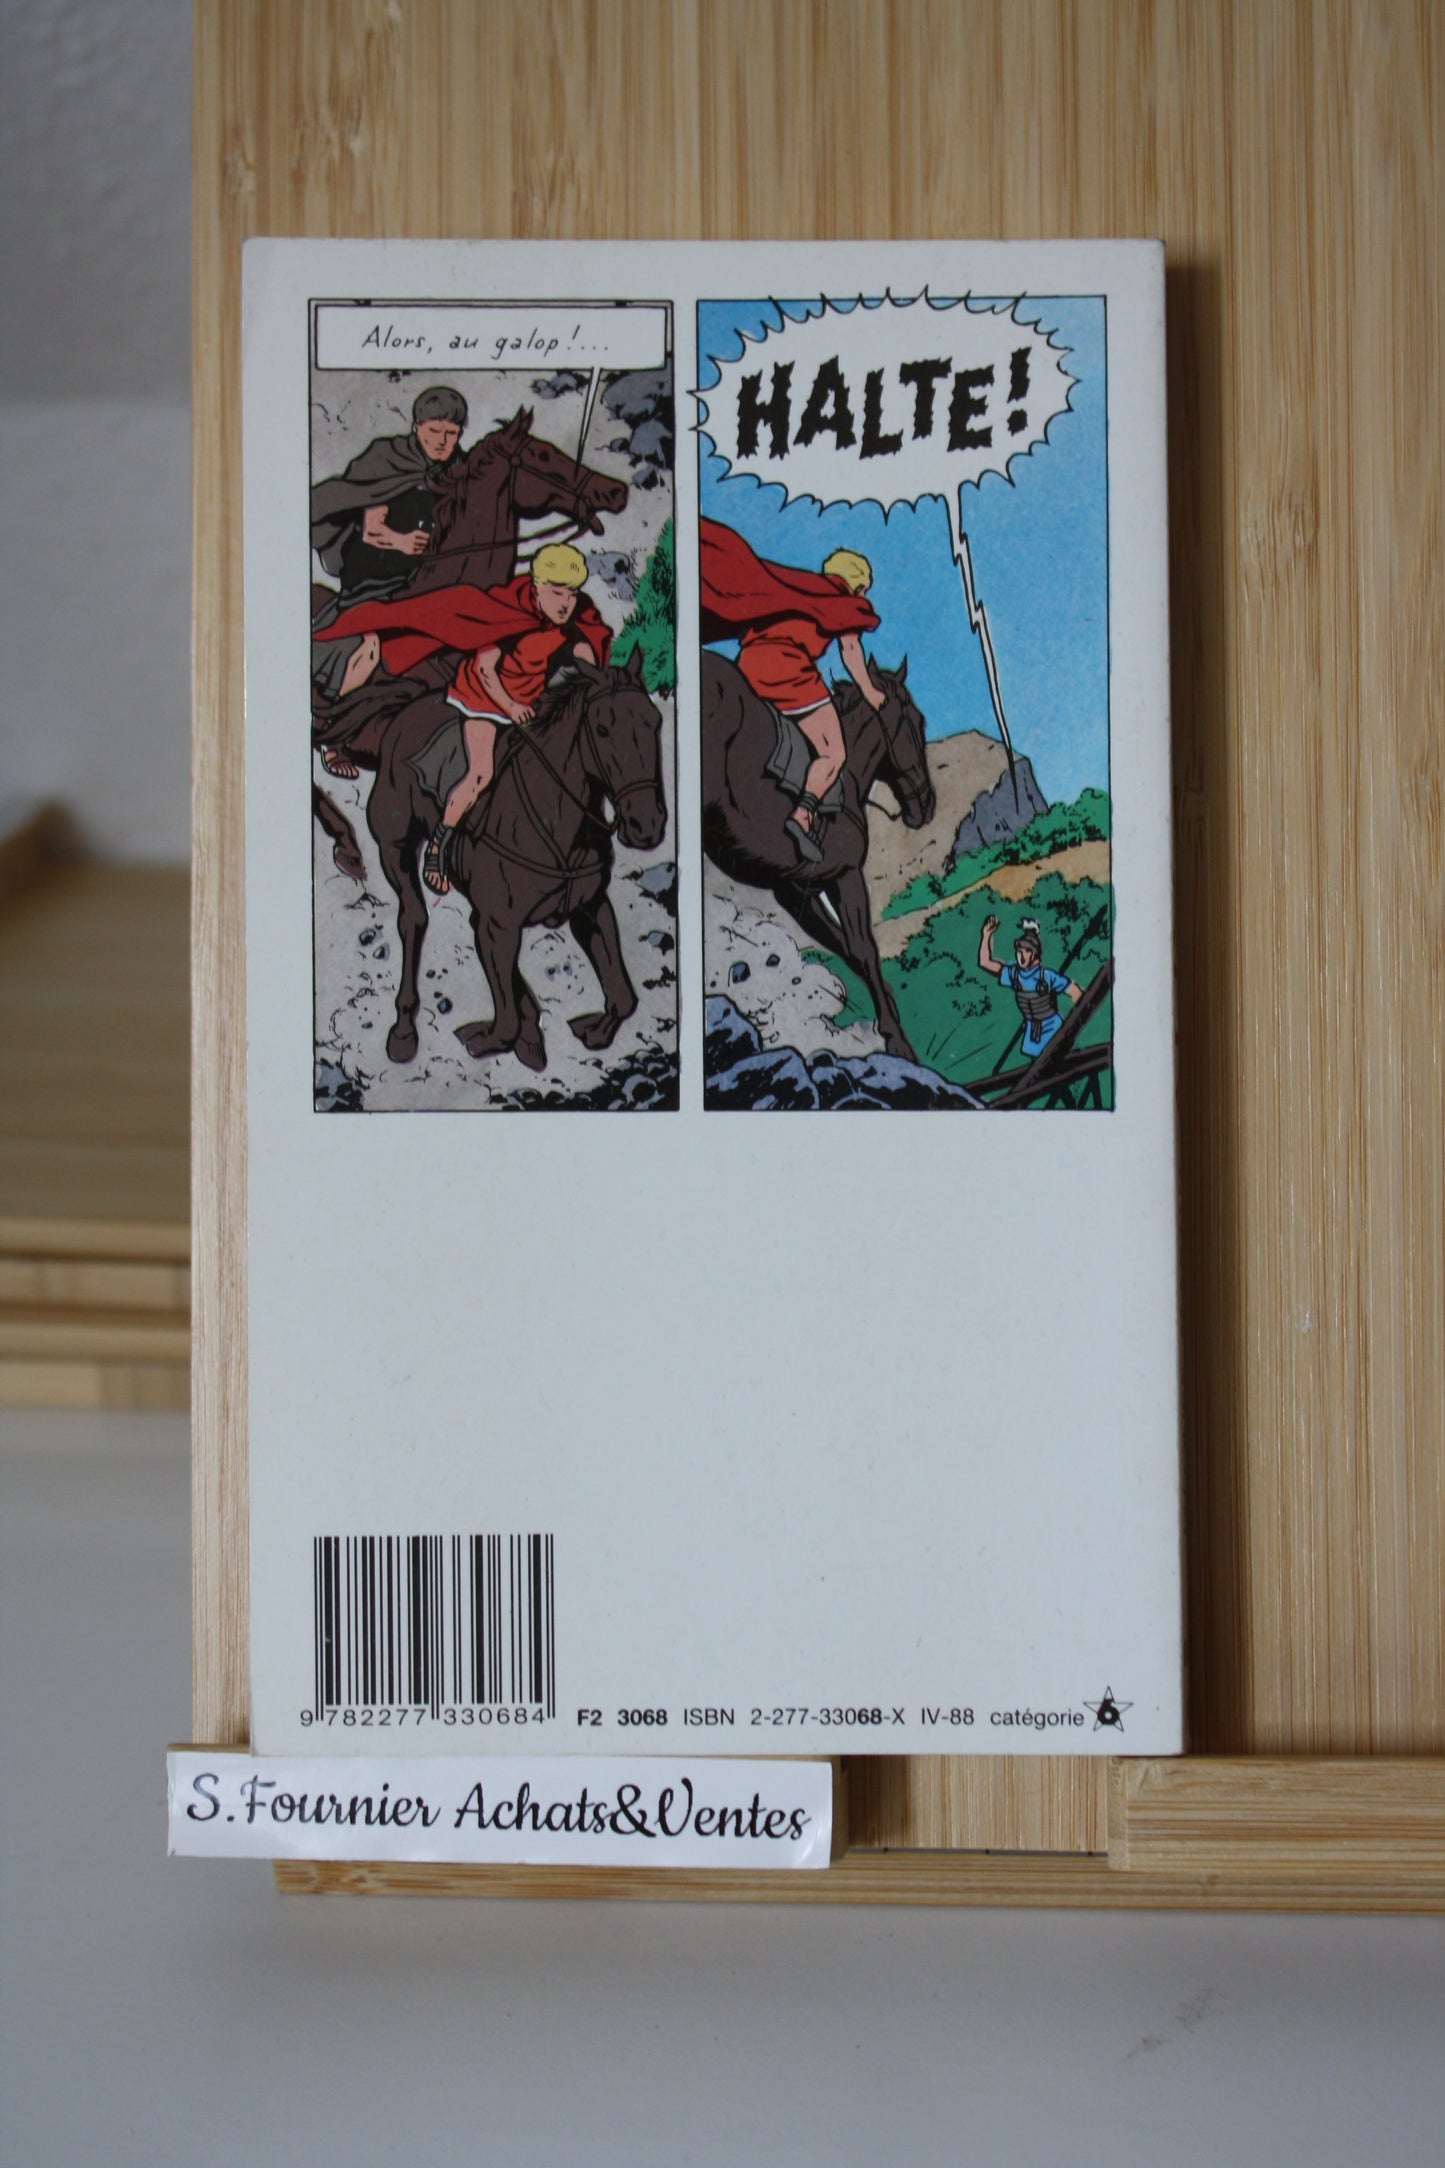 Alors, au galop!...
HALTE!
9 782277 330684
F2 3068 ISBN 2-277-33068-X IV-88 catégorie 6
S.Fournier Achats&Ventes